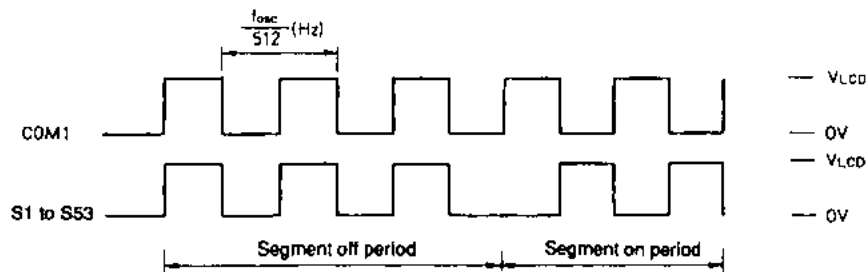 fosc
512 (Hz)
VLCD
COM1
0V
VLCD
S1 to S53
0V
Segment off period
Segment on period